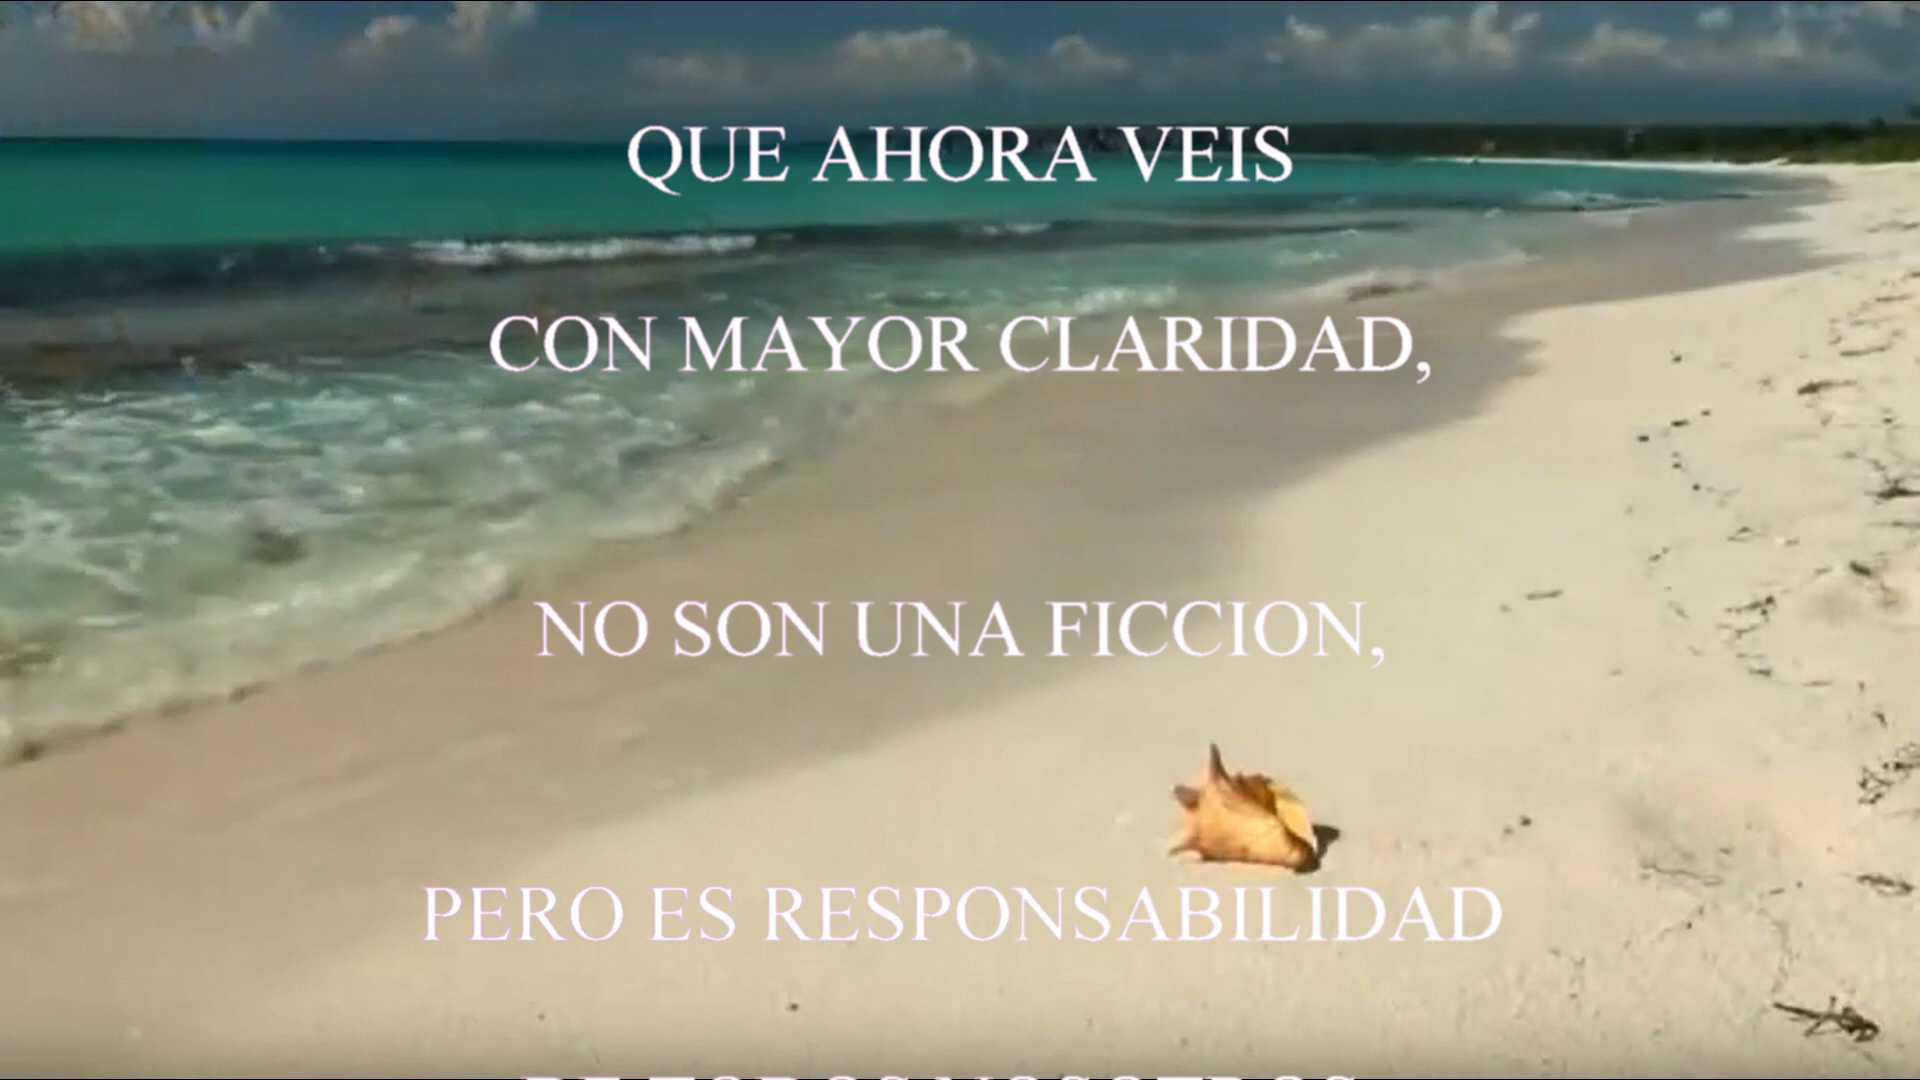 QUE AHORA VEIS
CON MAYOR CLARIDAD,
NO SON UNA FICCION,
PERO ES RESPONSABILIDAD